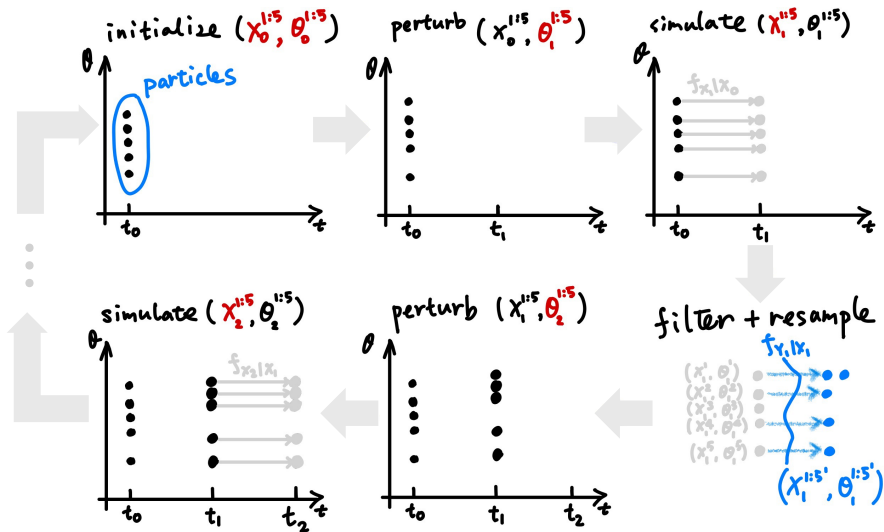 initialize (X₀^{1:5}, θ₀^{1:5})
θ
particles
t₀
t
perturb (X₀^{1:5}, θ₁^{1:5})
θ
t₀
t₁
t
simulate (X₁^{1:5}, θ₁^{1:5})
θ
f_{X₁|X₀}
t₀
t₁
t
filter + resample
f_{Y₁|X₁}
(X₁¹, θ₁¹)
(X₁², θ₁²)
(X₁³, θ₁³)
(X₁⁴, θ₁⁴)
(X₁⁵, θ₁⁵)
(X₁^{1:5'}, θ₁^{1:5'})
perturb (X₁^{1:5}, θ₂^{1:5})
θ
t₀
t₁
t₂
t
simulate (X₂^{1:5}, θ₂^{1:5})
θ
f_{X₂|X₁}
t₀
t₁
t₂
t